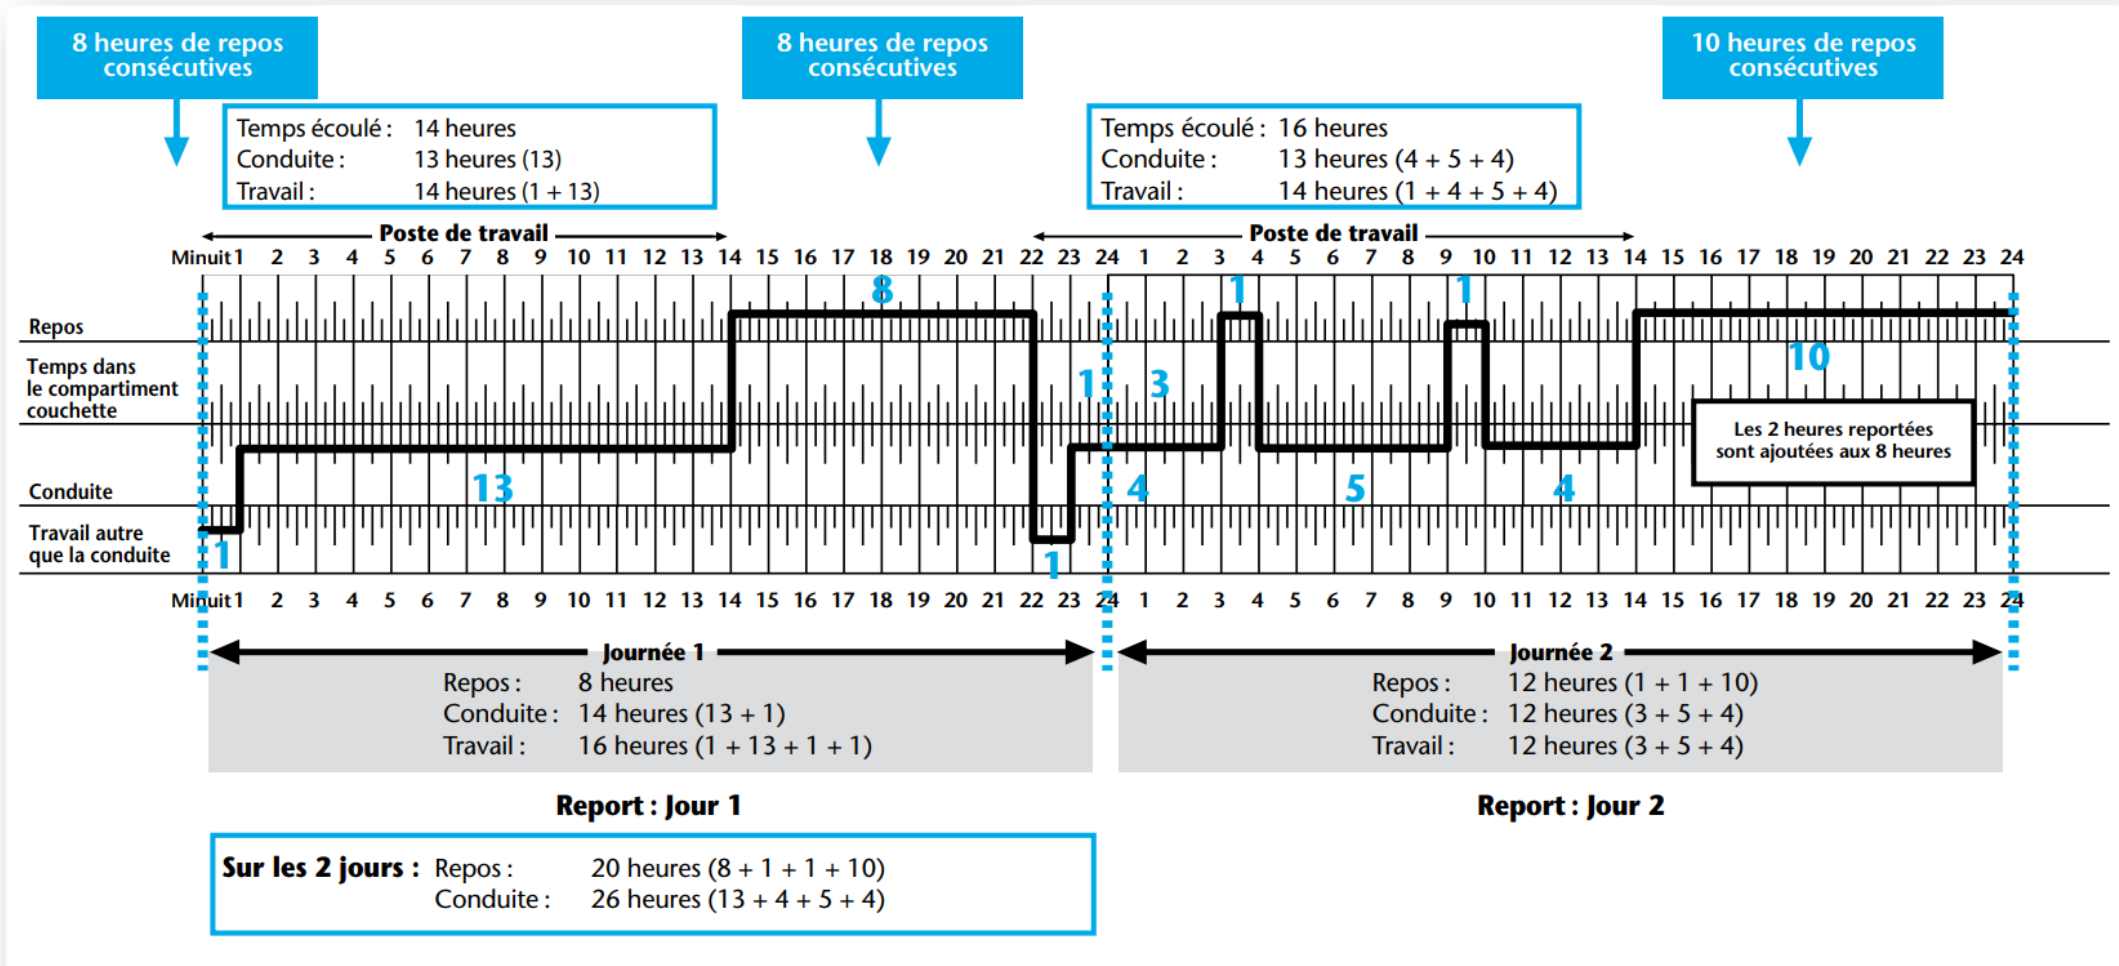 8 heures de repos
consécutives
8 heures de repos
consécutives
10 heures de repos
consécutives
Temps écoulé : 14 heures
Conduite : 13 heures (13)
Travail : 14 heures (1 + 13)
Temps écoulé : 16 heures
Conduite : 13 heures (4 + 5 + 4)
Travail : 14 heures (1 + 4 + 5 + 4)
Poste de travail
Poste de travail
Minuit 1 2 3 4 5 6 7 8 9 10 11 12 13 14 15 16 17 18 19 20 21 22 23 24 1 2 3 4 5 6 7 8 9 10 11 12 13 14 15 16 17 18 19 20 21 22 23 24
8 1 1
Repos
Temps dans
le compartiment
couchette
1 3 10
Les 2 heures reportées
sont ajoutées aux 8 heures
Conduite
13 4 5 4
Travail autre
que la conduite
1 1
Minuit 1 2 3 4 5 6 7 8 9 10 11 12 13 14 15 16 17 18 19 20 21 22 23 24 1 2 3 4 5 6 7 8 9 10 11 12 13 14 15 16 17 18 19 20 21 22 23 24
Journée 1
Repos : 8 heures
Conduite : 14 heures (13 + 1)
Travail : 16 heures (1 + 13 + 1 + 1)
Journée 2
Repos : 12 heures (1 + 1 + 10)
Conduite : 12 heures (3 + 5 + 4)
Travail : 12 heures (3 + 5 + 4)
Report : Jour 1
Report : Jour 2
Sur les 2 jours : Repos : 20 heures (8 + 1 + 1 + 10)
Conduite : 26 heures (13 + 4 + 5 + 4)